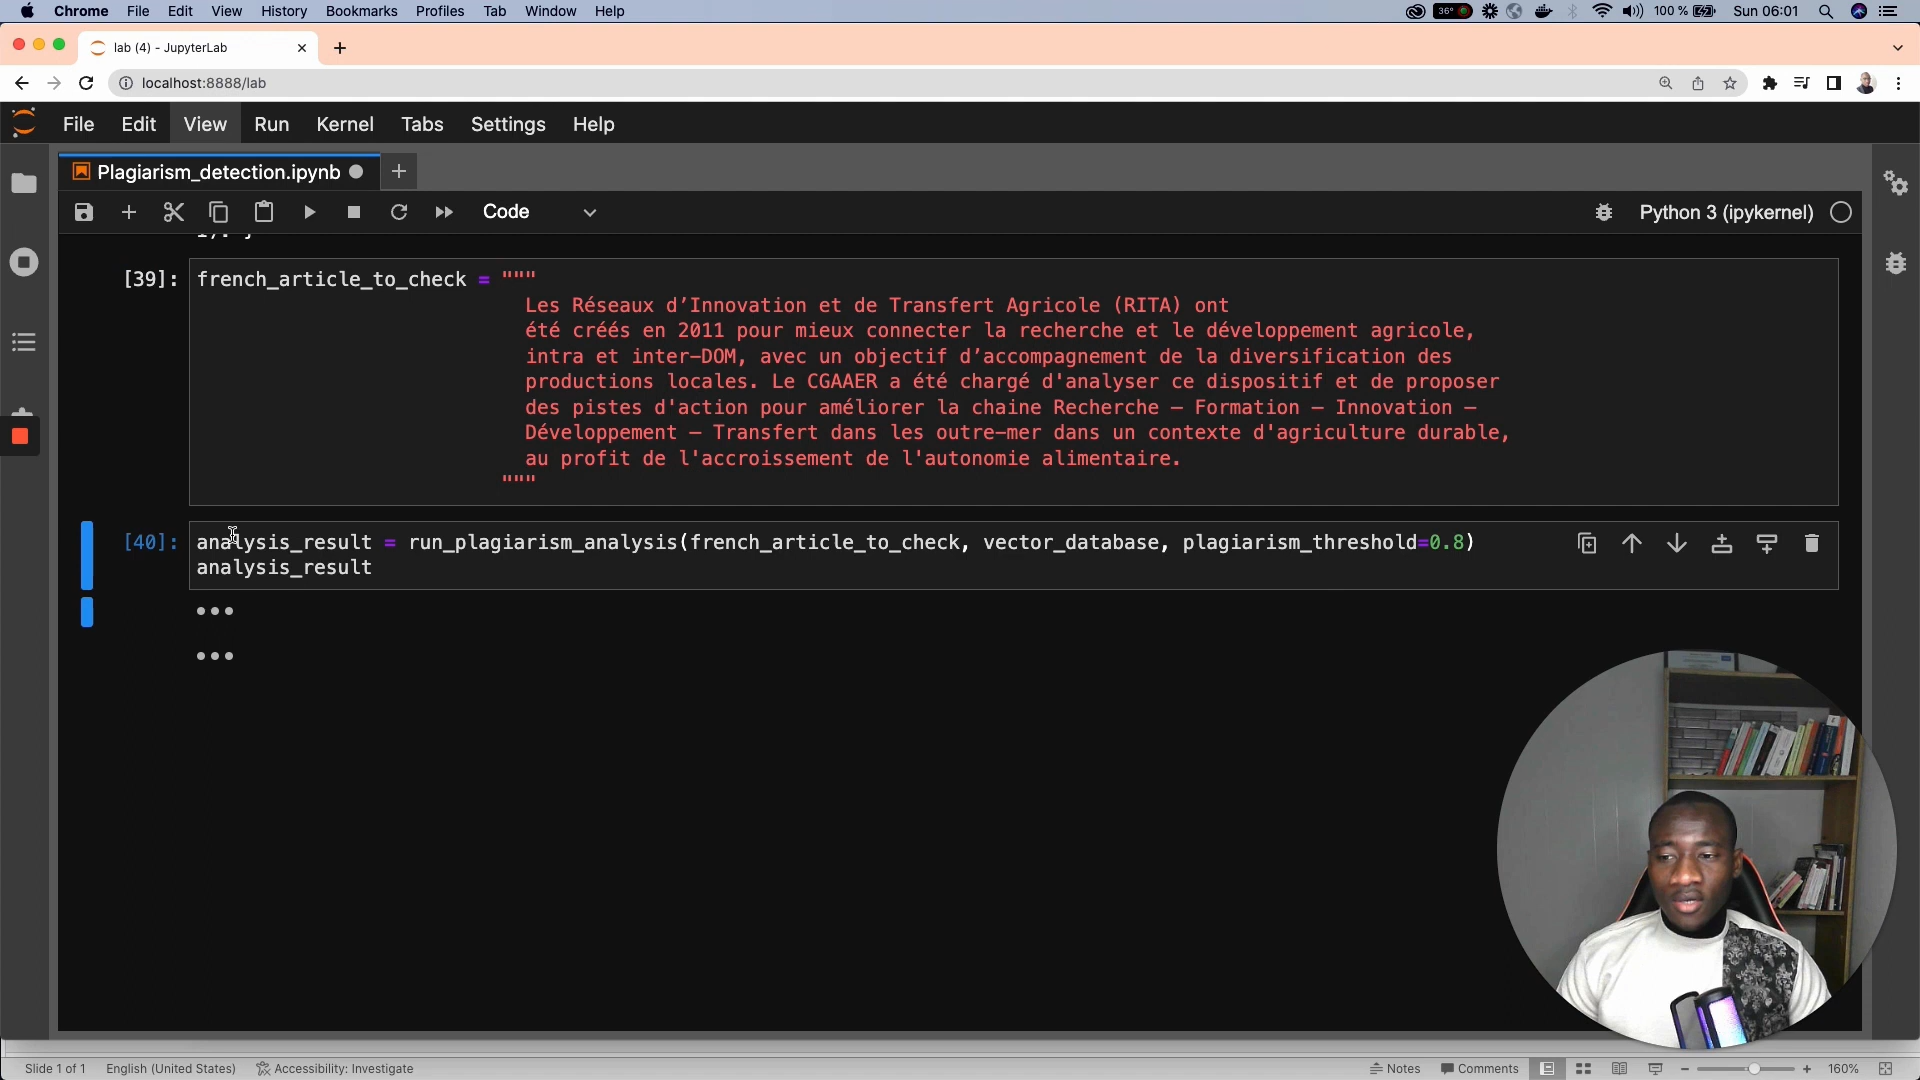 Chrome File Edit View History Bookmarks Profiles Tab Window Help
36° 100 % Sun 06:01
lab (4) - JupyterLab
localhost:8888/lab
File Edit View Run Kernel Tabs Settings Help
Plagiarism_detection.ipynb
Code
Python 3 (ipykernel)
[39]: french_article_to_check = """
Les Réseaux d’Innovation et de Transfert Agricole (RITA) ont
été créés en 2011 pour mieux connecter la recherche et le développement agricole,
intra et inter–DOM, avec un objectif d’accompagnement de la diversification des
productions locales. Le CGAAER a été chargé d'analyser ce dispositif et de proposer
des pistes d'action pour améliorer la chaine Recherche – Formation – Innovation –
Développement – Transfert dans les outre–mer dans un contexte d'agriculture durable,
au profit de l'accroissement de l'autonomie alimentaire.
"""
[40]: analysis_result = run_plagiarism_analysis(french_article_to_check, vector_database, plagiarism_threshold=0.8)
analysis_result
Slide 1 of 1 English (United States) Accessibility: Investigate
Notes Comments 160%